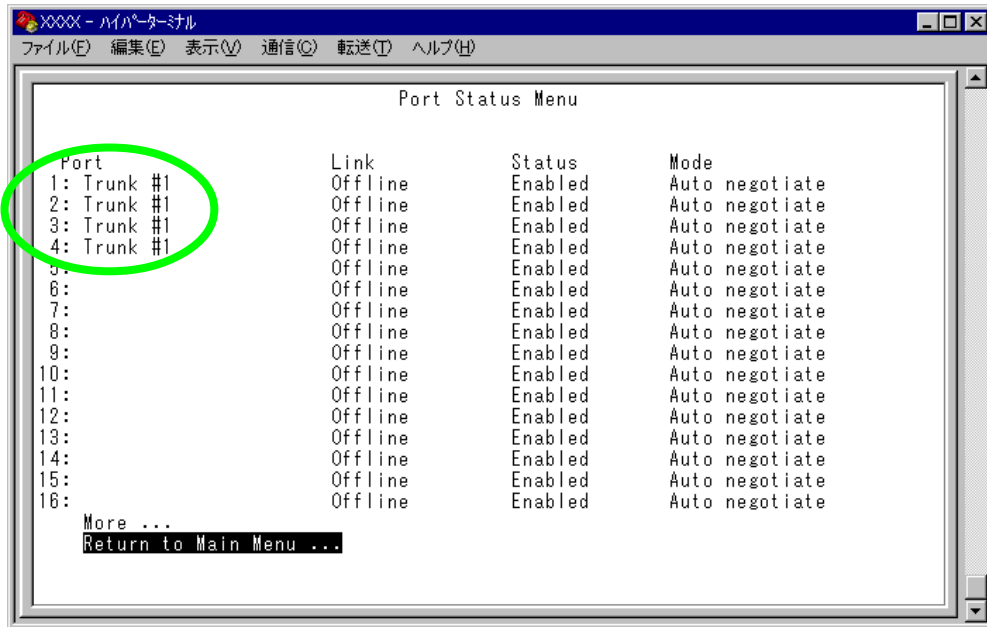 XXXX - ハイパーターミナル
ファイル(F) 編集(E) 表示(V) 通信(C) 転送(T) ヘルプ(H)
Port Status Menu
Port Link Status Mode
1: Trunk #1 Offline Enabled Auto negotiate
2: Trunk #1 Offline Enabled Auto negotiate
3: Trunk #1 Offline Enabled Auto negotiate
4: Trunk #1 Offline Enabled Auto negotiate
5: Offline Enabled Auto negotiate
6: Offline Enabled Auto negotiate
7: Offline Enabled Auto negotiate
8: Offline Enabled Auto negotiate
9: Offline Enabled Auto negotiate
10: Offline Enabled Auto negotiate
11: Offline Enabled Auto negotiate
12: Offline Enabled Auto negotiate
13: Offline Enabled Auto negotiate
14: Offline Enabled Auto negotiate
15: Offline Enabled Auto negotiate
16: Offline Enabled Auto negotiate
More ...
Return to Main Menu ...